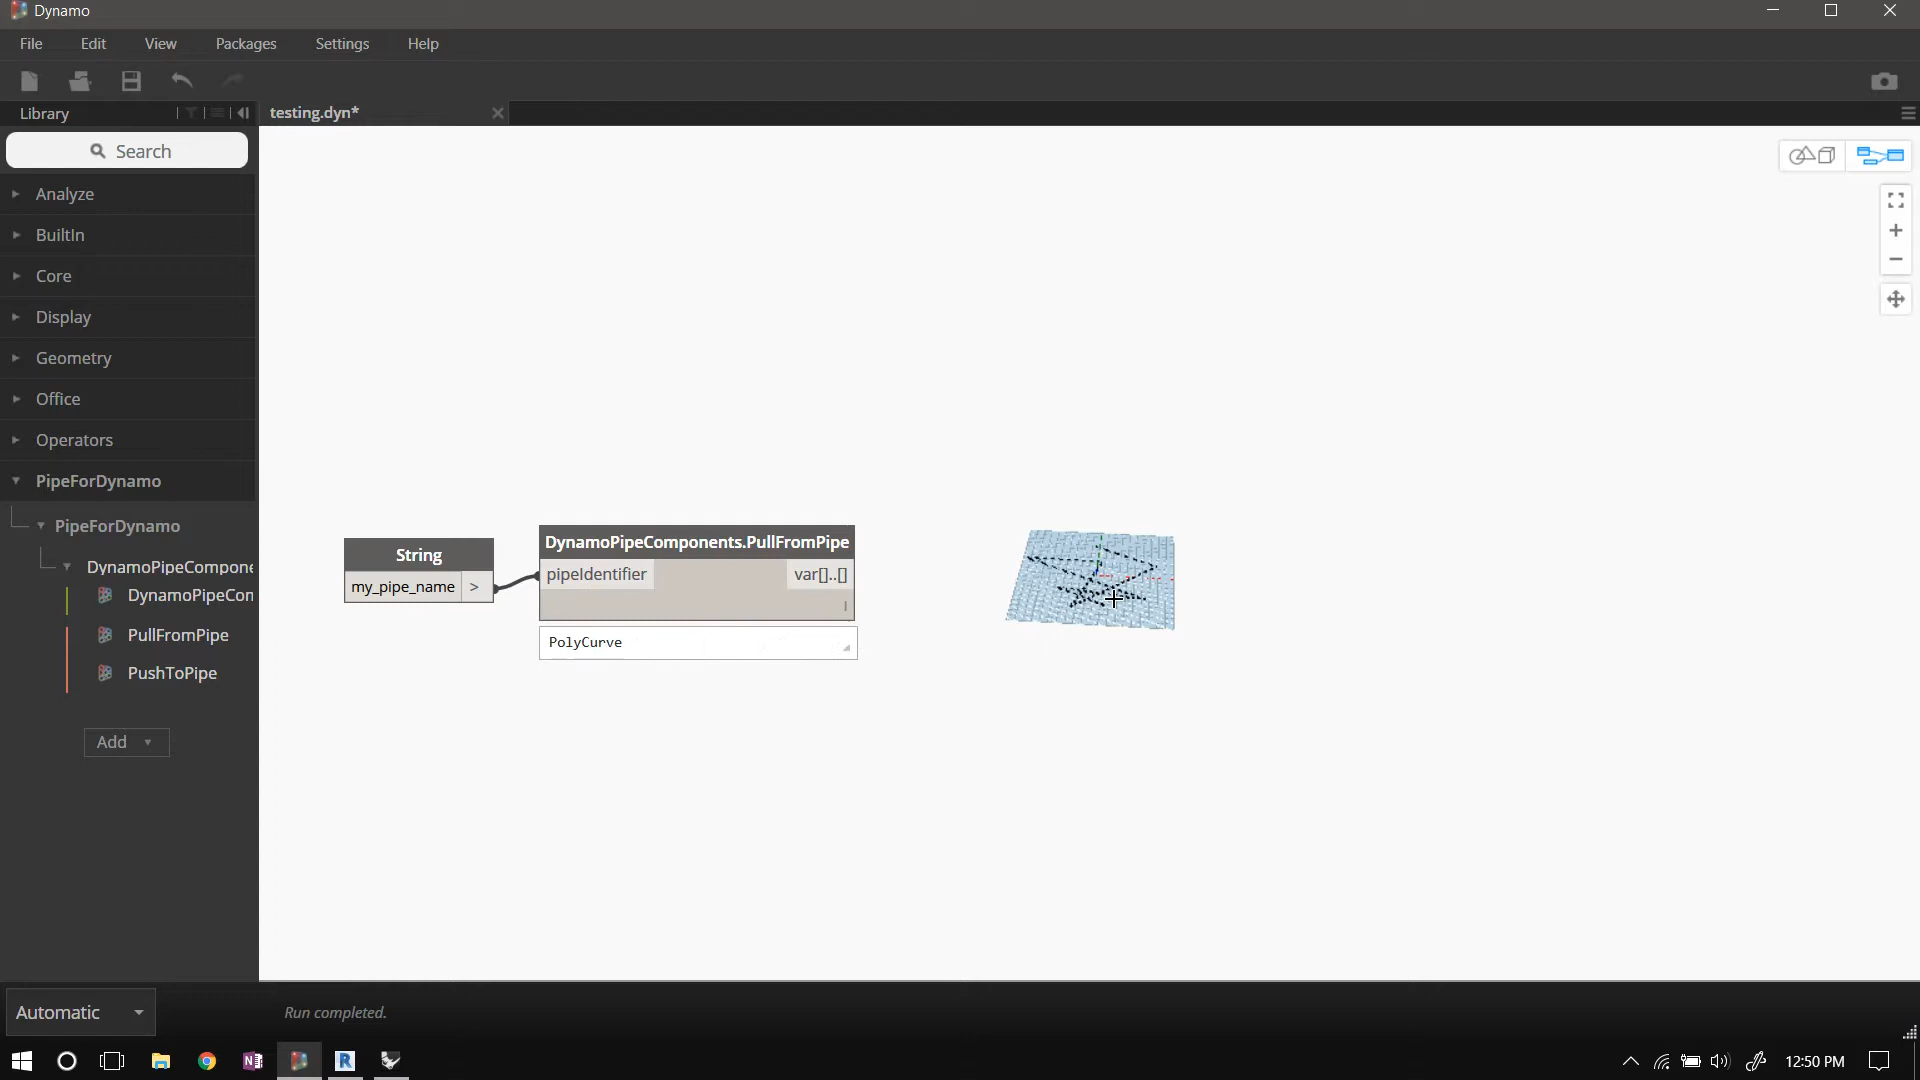 Dynamo
File Edit View Packages Settings Help
Library
testing.dyn*
Search
Analyze
BuiltIn
Core
Display
Geometry
Office
Operators
PipeForDynamo
PipeForDynamo
DynamoPipeCompone
DynamoPipeCon
PullFromPipe
PushToPipe
Add
String
my_pipe_name >
DynamoPipeComponents.PullFromPipe
pipeIdentifier var[]..[]
PolyCurve
Automatic
Run completed.
12:50 PM